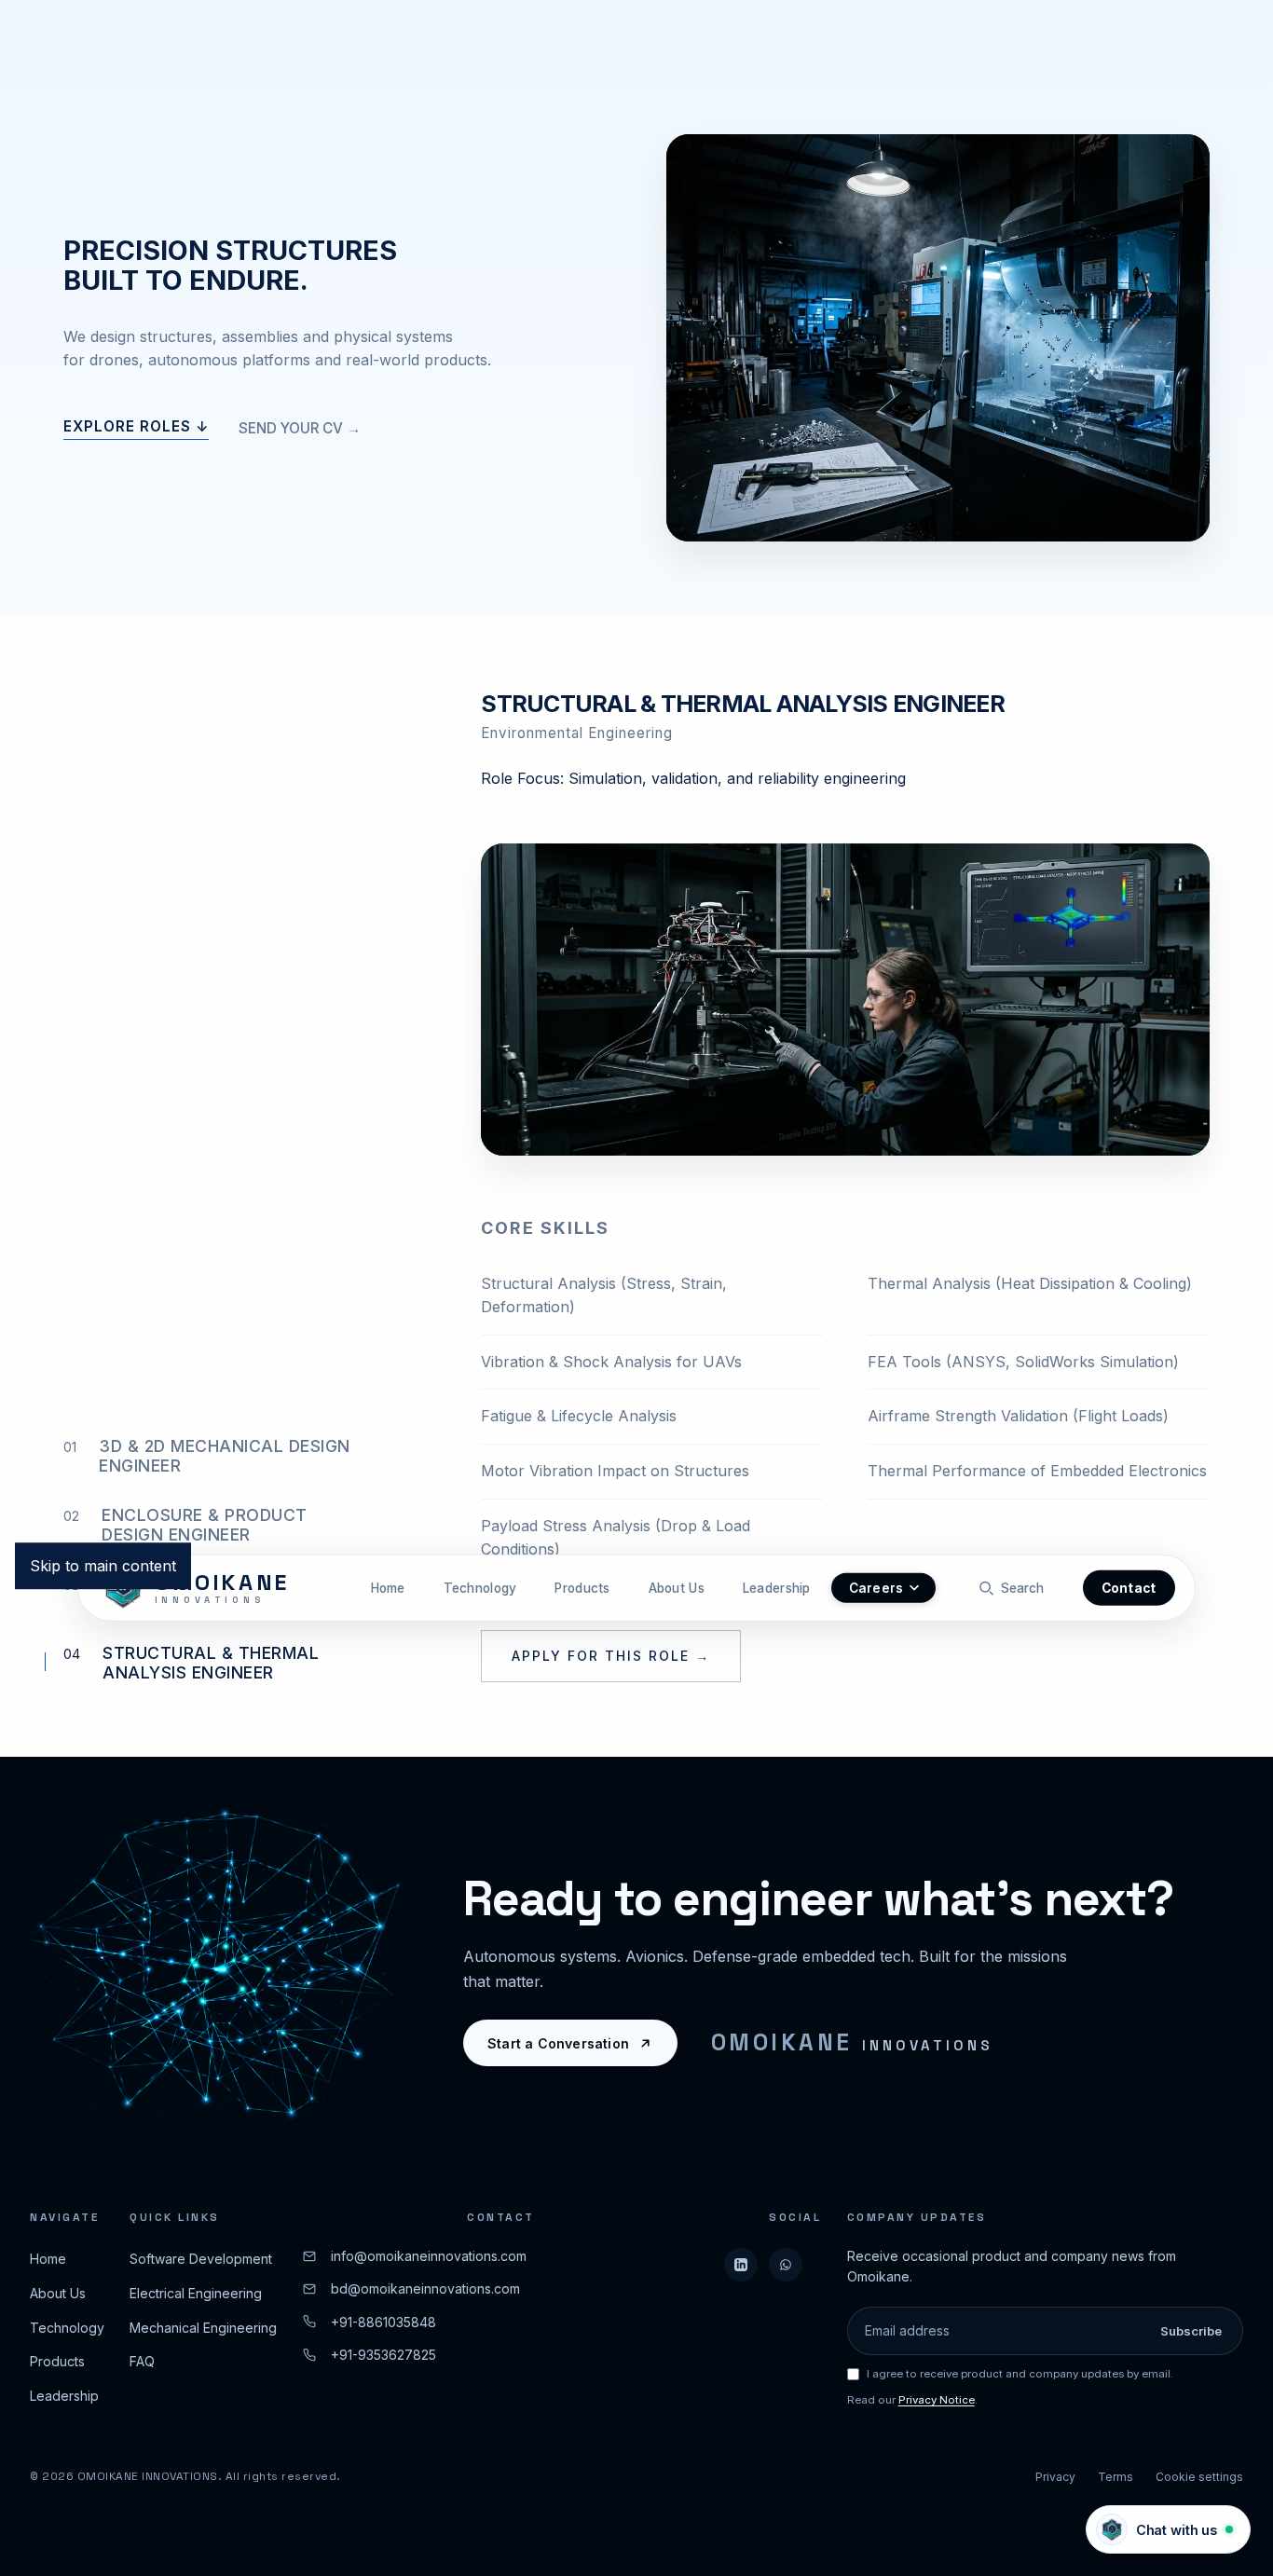 PRECISION STRUCTURES
BUILT TO ENDURE.
We design structures, assemblies and physical systems
for drones, autonomous platforms and real-world products.
EXPLORE ROLES ↓
SEND YOUR CV →
STRUCTURAL & THERMAL ANALYSIS ENGINEER
Environmental Engineering
Role Focus: Simulation, validation, and reliability engineering
CORE SKILLS
Structural Analysis (Stress, Strain,
Deformation)
Thermal Analysis (Heat Dissipation & Cooling)
Vibration & Shock Analysis for UAVs
FEA Tools (ANSYS, SolidWorks Simulation)
Fatigue & Lifecycle Analysis
Airframe Strength Validation (Flight Loads)
Motor Vibration Impact on Structures
Thermal Performance of Embedded Electronics
Payload Stress Analysis (Drop & Load
Conditions)
01 3D & 2D MECHANICAL DESIGN
ENGINEER
02 ENCLOSURE & PRODUCT
DESIGN ENGINEER
Skip to main content
OMOIKANE
INNOVATIONS
Home
Technology
Products
About Us
Leadership
Careers
Search
Contact
04 STRUCTURAL & THERMAL
ANALYSIS ENGINEER
APPLY FOR THIS ROLE →
Ready to engineer what's next?
Autonomous systems. Avionics. Defense-grade embedded tech. Built for the missions
that matter.
Start a Conversation ↗
OMOIKANE INNOVATIONS
NAVIGATE
Home
About Us
Technology
Products
Leadership
QUICK LINKS
Software Development
Electrical Engineering
Mechanical Engineering
FAQ
CONTACT
info@omoikaneinnovations.com
bd@omoikaneinnovations.com
+91-8861035848
+91-9353627825
SOCIAL
COMPANY UPDATES
Receive occasional product and company news from
Omoikane.
Email address
Subscribe
I agree to receive product and company updates by email.
Read our Privacy Notice.
© 2026 OMOIKANE INNOVATIONS. All rights reserved.
Privacy
Terms
Cookie settings
Chat with us